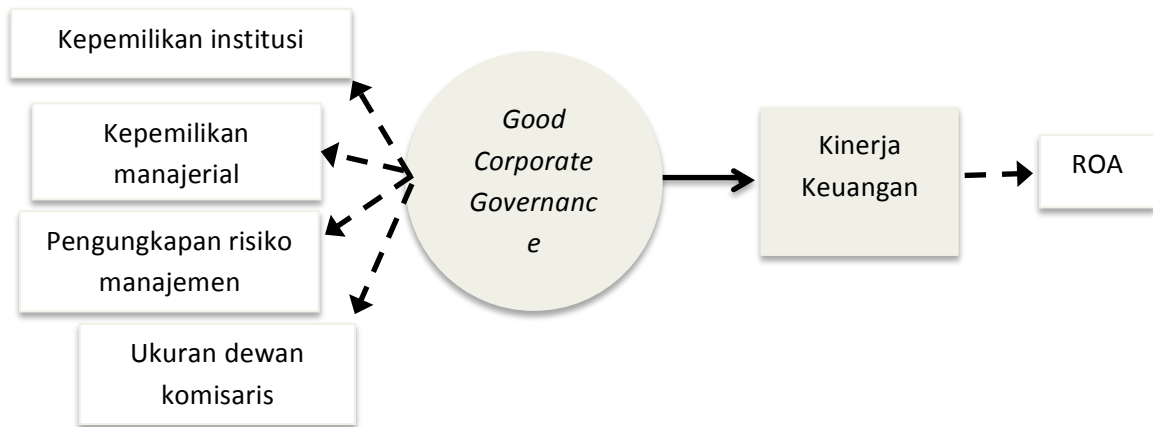 Kepemilikan institusi
Kepemilikan
manajerial
Pengungkapan risiko
manajemen
Ukuran dewan
komisaris
Good
Corporate
Governanc
e
Kinerja
Keuangan
ROA